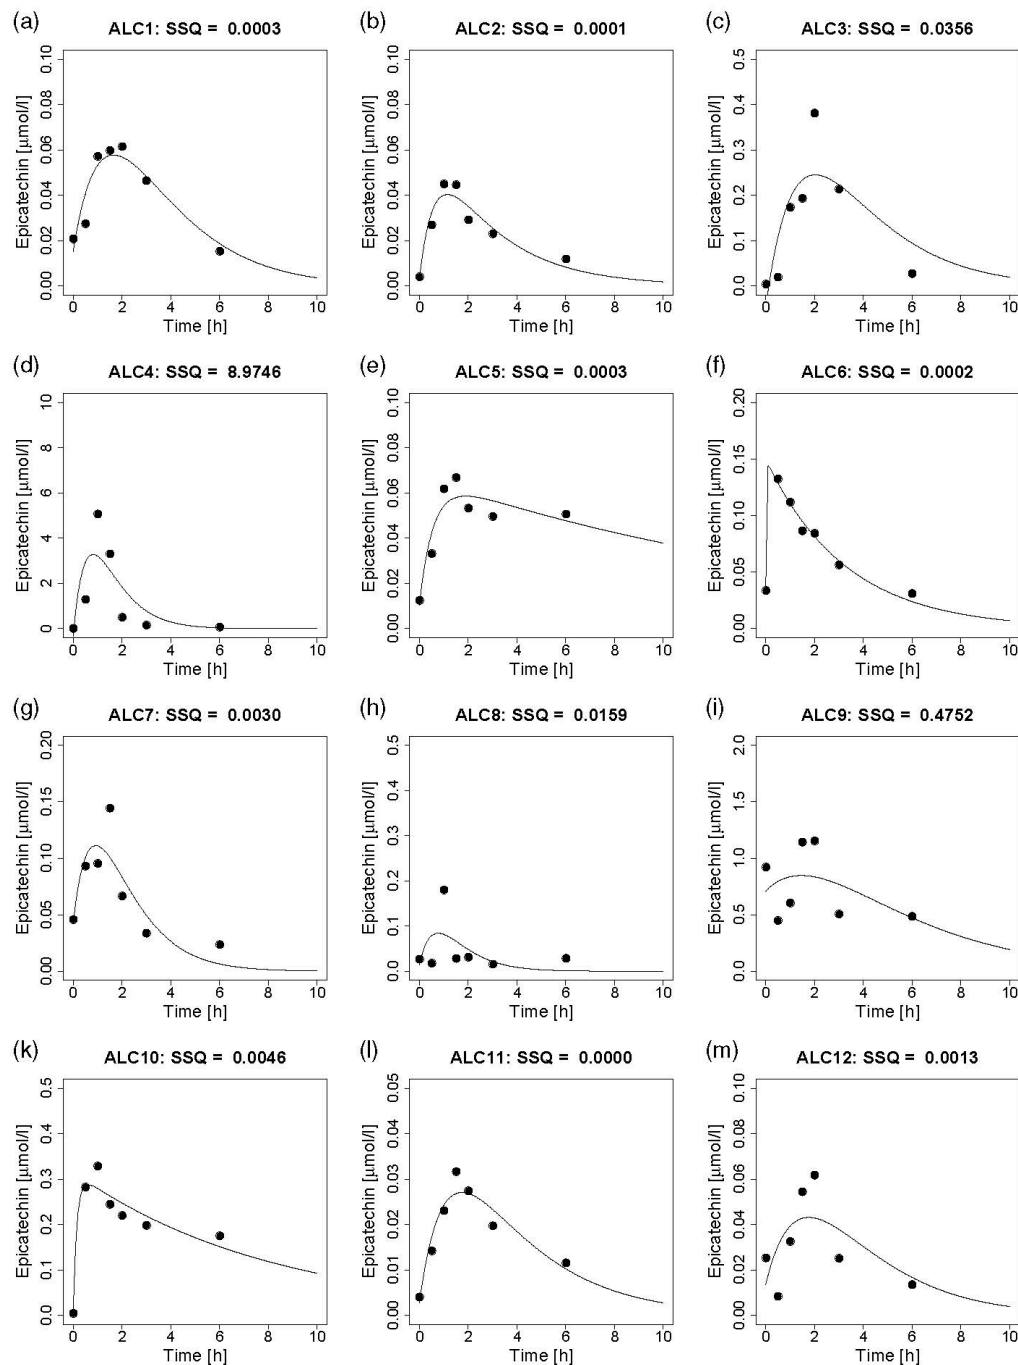 (a) ALC1: SSQ = 0.0003
Epicatechin [µmol/l]
0.10
0.08
0.06
0.04
0.02
0.00
0 2 4 6 8 10
Time [h]
(b) ALC2: SSQ = 0.0001
Epicatechin [µmol/l]
0.10
0.08
0.06
0.04
0.02
0.00
0 2 4 6 8 10
Time [h]
(c) ALC3: SSQ = 0.0356
Epicatechin [µmol/l]
0.5
0.4
0.3
0.2
0.1
0.0
0 2 4 6 8 10
Time [h]
(d) ALC4: SSQ = 8.9746
Epicatechin [µmol/l]
10
8
6
4
2
0
0 2 4 6 8 10
Time [h]
(e) ALC5: SSQ = 0.0003
Epicatechin [µmol/l]
0.10
0.08
0.06
0.04
0.02
0.00
0 2 4 6 8 10
Time [h]
(f) ALC6: SSQ = 0.0002
Epicatechin [µmol/l]
0.20
0.15
0.10
0.05
0.00
0 2 4 6 8 10
Time [h]
(g) ALC7: SSQ = 0.0030
Epicatechin [µmol/l]
0.20
0.15
0.10
0.05
0.00
0 2 4 6 8 10
Time [h]
(h) ALC8: SSQ = 0.0159
Epicatechin [µmol/l]
0.5
0.4
0.3
0.2
0.1
0.0
0 2 4 6 8 10
Time [h]
(i) ALC9: SSQ = 0.4752
Epicatechin [µmol/l]
2.0
1.5
1.0
0.5
0.0
0 2 4 6 8 10
Time [h]
(k) ALC10: SSQ = 0.0046
Epicatechin [µmol/l]
0.5
0.4
0.3
0.2
0.1
0.0
0 2 4 6 8 10
Time [h]
(l) ALC11: SSQ = 0.0000
Epicatechin [µmol/l]
0.05
0.04
0.03
0.02
0.01
0.00
0 2 4 6 8 10
Time [h]
(m) ALC12: SSQ = 0.0013
Epicatechin [µmol/l]
0.10
0.08
0.06
0.04
0.02
0.00
0 2 4 6 8 10
Time [h]